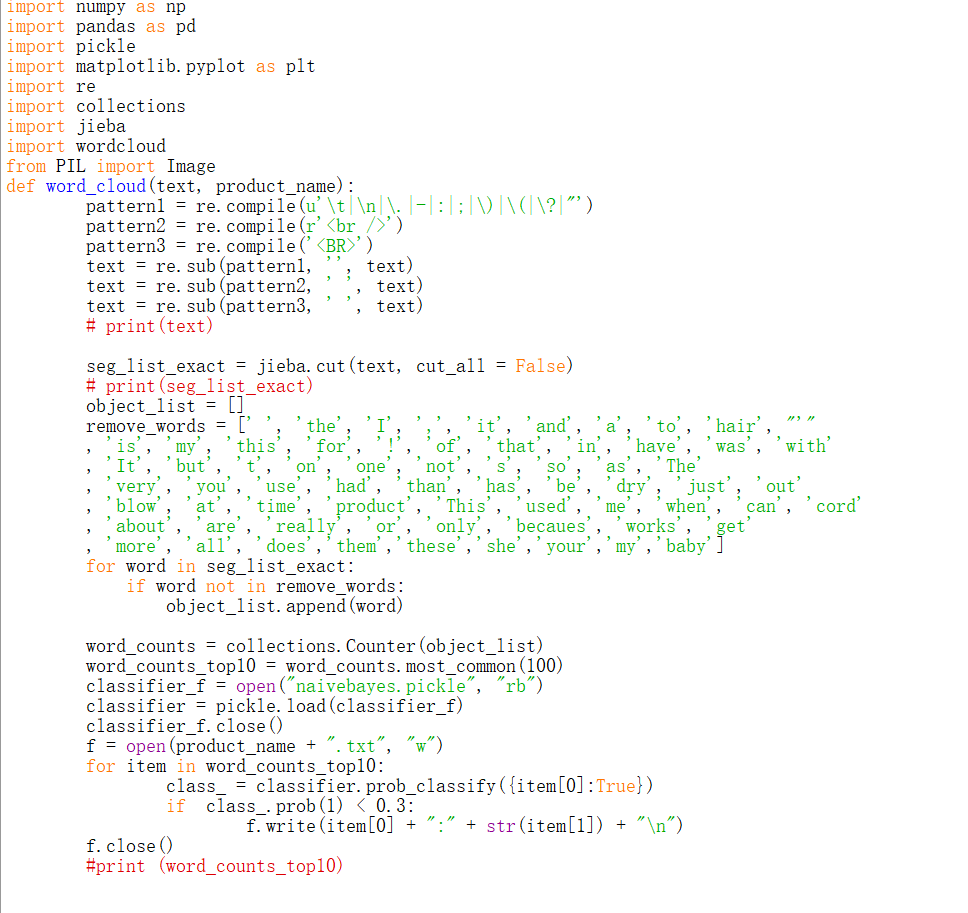 import numpy as np
import pandas as pd
import pickle
import matplotlib.pyplot as plt
import re
import collections
import jieba
import wordcloud
from PIL import Image
def word_cloud(text, product_name):
        pattern1 = re.compile(u'\t|\n|\.|-|:|;|\)|\(|\?|"')
        pattern2 = re.compile(r'<br />')
        pattern3 = re.compile('<BR>')
        text = re.sub(pattern1, '', text)
        text = re.sub(pattern2, ' ', text)
        text = re.sub(pattern3, ' ', text)
        # print(text)
        seg_list_exact = jieba.cut(text, cut_all = False)
        # print(seg_list_exact)
        object_list = []
        remove_words = [' ', 'the', 'I', ',', 'it', 'and', 'a', 'to', 'hair', "'"
        , 'is', 'my', 'this', 'for', '!', 'of', 'that', 'in', 'have', 'was', 'with'
        , 'It', 'but', 't', 'on', 'one', 'not', 's', 'so', 'as', 'The'
        , 'very', 'you', 'use', 'had', 'than', 'has', 'be', 'dry', 'just', 'out'
        , 'blow', 'at', 'time', 'product', 'This', 'used', 'me', 'when', 'can', 'cord'
        , 'about', 'are', 'really', 'or', 'only', 'becaues', 'works', 'get'
        , 'more', 'all', 'does','them','these','she','your','my','baby']
        for word in seg_list_exact:
            if word not in remove_words:
                object_list.append(word)
        word_counts = collections.Counter(object_list)
        word_counts_top10 = word_counts.most_common(100)
        classifier_f = open("naivebayes.pickle", "rb")
        classifier = pickle.load(classifier_f)
        classifier_f.close()
        f = open(product_name + ".txt", "w")
        for item in word_counts_top10:
                class_ = classifier.prob_classify({item[0]:True})
                if  class_.prob(1) < 0.3:
                        f.write(item[0] + ":" + str(item[1]) + "\n")
        f.close()
        #print (word_counts_top10)